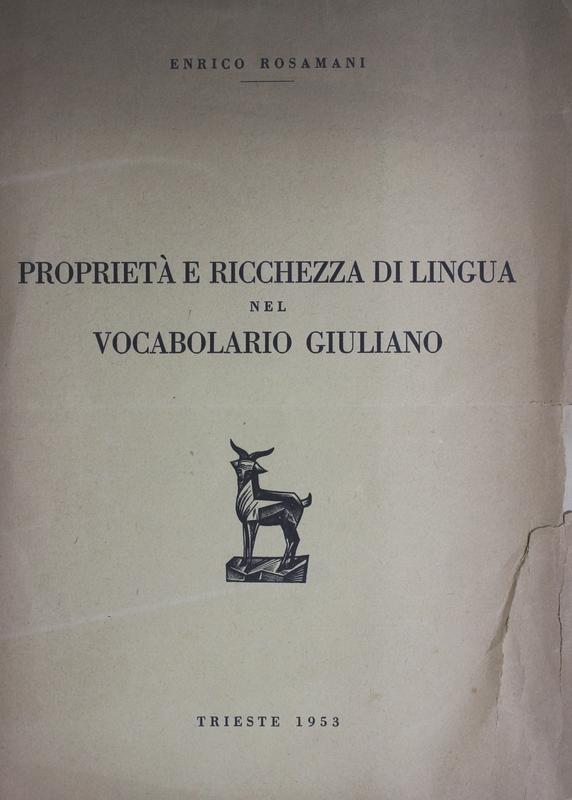 ENRICO ROSAMANI
PROPRIETÀ E RICCHEZZA DI LINGUA
NEL
VOCABOLARIO GIULIANO
TRIESTE 1953